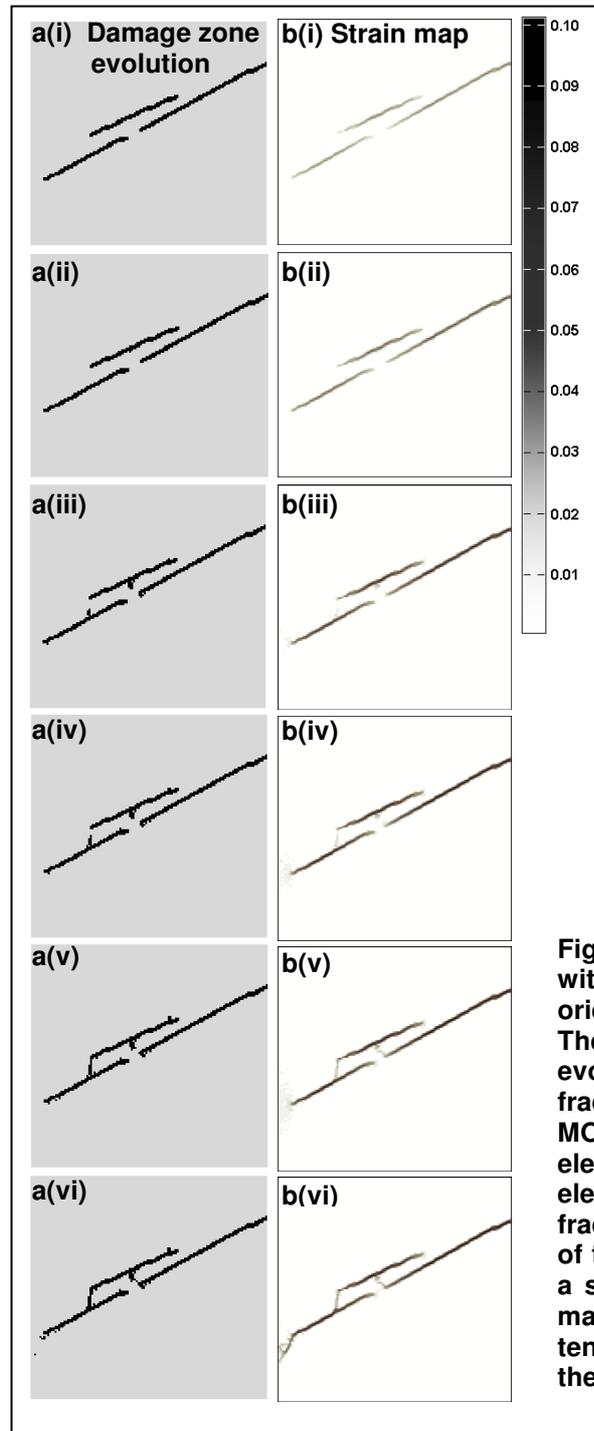 a(i) Damage zone
evolution
b(i) Strain map
0.10
0.09
0.08
0.07
0.06
0.05
0.04
0.03
0.02
0.01
a(ii)
b(ii)
a(iii)
b(iii)
a(iv)
b(iv)
a(v)
b(v)
a(vi)
b(vi)
Fig
wit
orie
The
evo
frac
MC
ele
ele
frac
of t
a s
ma
ten
the